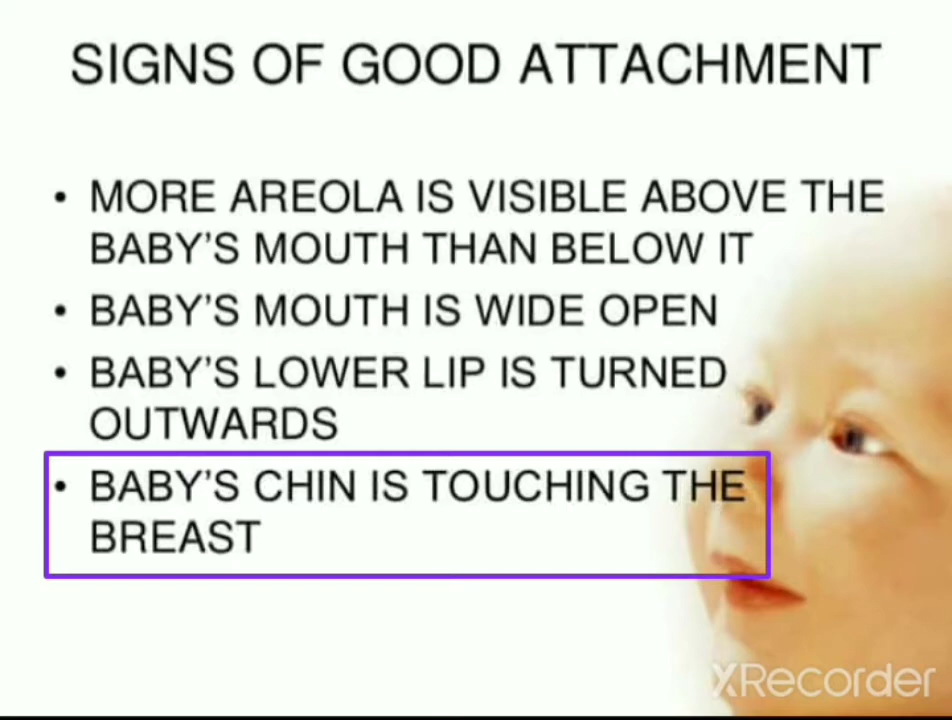 SIGNS OF GOOD ATTACHMENT
• MORE AREOLA IS VISIBLE ABOVE THE
BABY'S MOUTH THAN BELOW IT
• BABY'S MOUTH IS WIDE OPEN
• BABY'S LOWER LIP IS TURNED
OUTWARDS
• BABY'S CHIN IS TOUCHING THE
BREAST
XRecorder